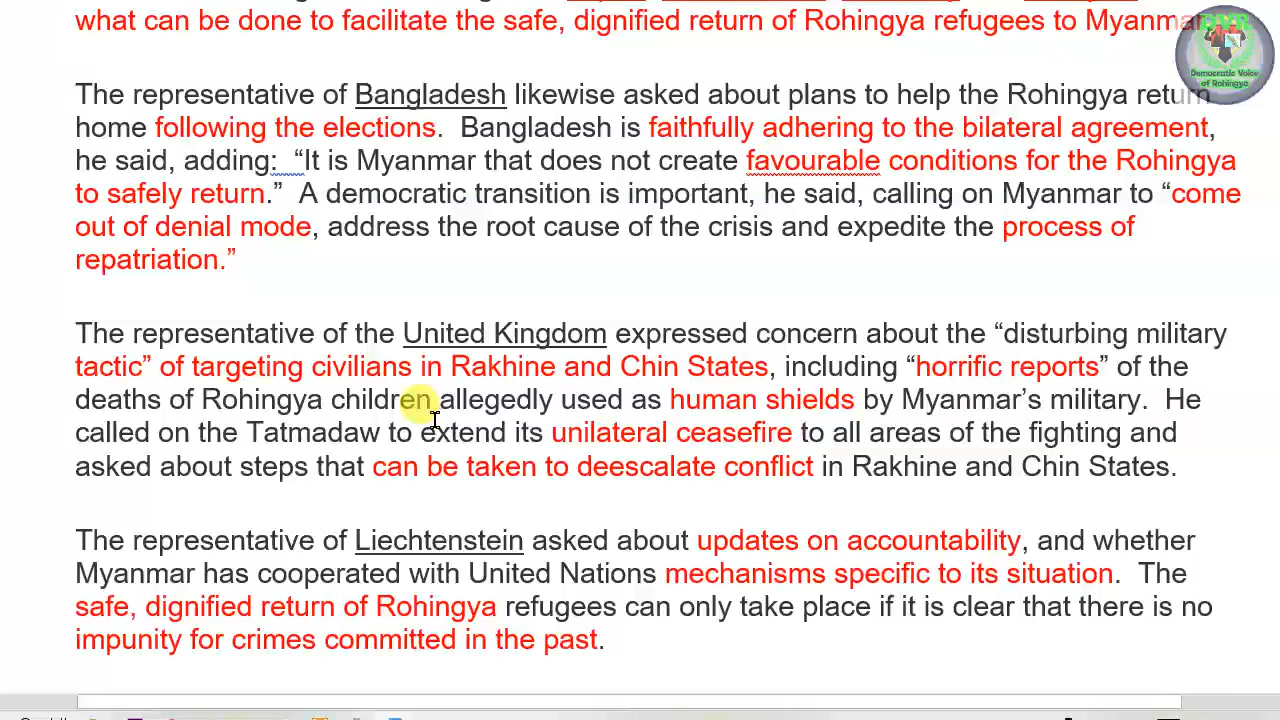 what can be done to facilitate the safe, dignified return of Rohingya refugees to Myanmar
DVR
Democratic Voice
of Rohingya
The representative of Bangladesh likewise asked about plans to help the Rohingya return
home following the elections.  Bangladesh is faithfully adhering to the bilateral agreement,
he said, adding:  “It is Myanmar that does not create favourable conditions for the Rohingya
to safely return.”  A democratic transition is important, he said, calling on Myanmar to “come
out of denial mode, address the root cause of the crisis and expedite the process of
repatriation.”
The representative of the United Kingdom expressed concern about the “disturbing military
tactic” of targeting civilians in Rakhine and Chin States, including “horrific reports” of the
deaths of Rohingya children allegedly used as human shields by Myanmar’s military.  He
called on the Tatmadaw to extend its unilateral ceasefire to all areas of the fighting and
asked about steps that can be taken to deescalate conflict in Rakhine and Chin States.
The representative of Liechtenstein asked about updates on accountability, and whether
Myanmar has cooperated with United Nations mechanisms specific to its situation.  The
safe, dignified return of Rohingya refugees can only take place if it is clear that there is no
impunity for crimes committed in the past.